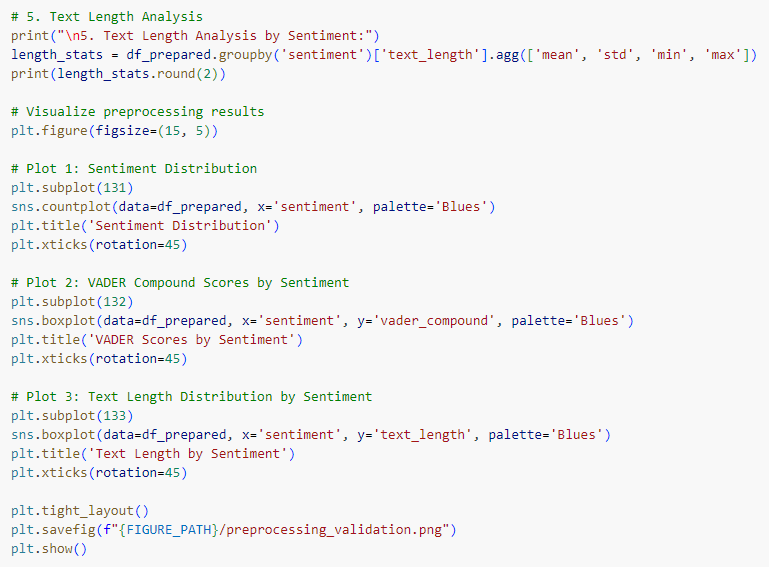 # 5. Text Length Analysis
print("\n5. Text Length Analysis by Sentiment:")
length_stats = df_prepared.groupby('sentiment')['text_length'].agg(['mean', 'std', 'min', 'max'])
print(length_stats.round(2))

# Visualize preprocessing results
plt.figure(figsize=(15, 5))

# Plot 1: Sentiment Distribution
plt.subplot(131)
sns.countplot(data=df_prepared, x='sentiment', palette='Blues')
plt.title('Sentiment Distribution')
plt.xticks(rotation=45)

# Plot 2: VADER Compound Scores by Sentiment
plt.subplot(132)
sns.boxplot(data=df_prepared, x='sentiment', y='vader_compound', palette='Blues')
plt.title('VADER Scores by Sentiment')
plt.xticks(rotation=45)

# Plot 3: Text Length Distribution by Sentiment
plt.subplot(133)
sns.boxplot(data=df_prepared, x='sentiment', y='text_length', palette='Blues')
plt.title('Text Length by Sentiment')
plt.xticks(rotation=45)

plt.tight_layout()
plt.savefig(f"{FIGURE_PATH}/preprocessing_validation.png")
plt.show()